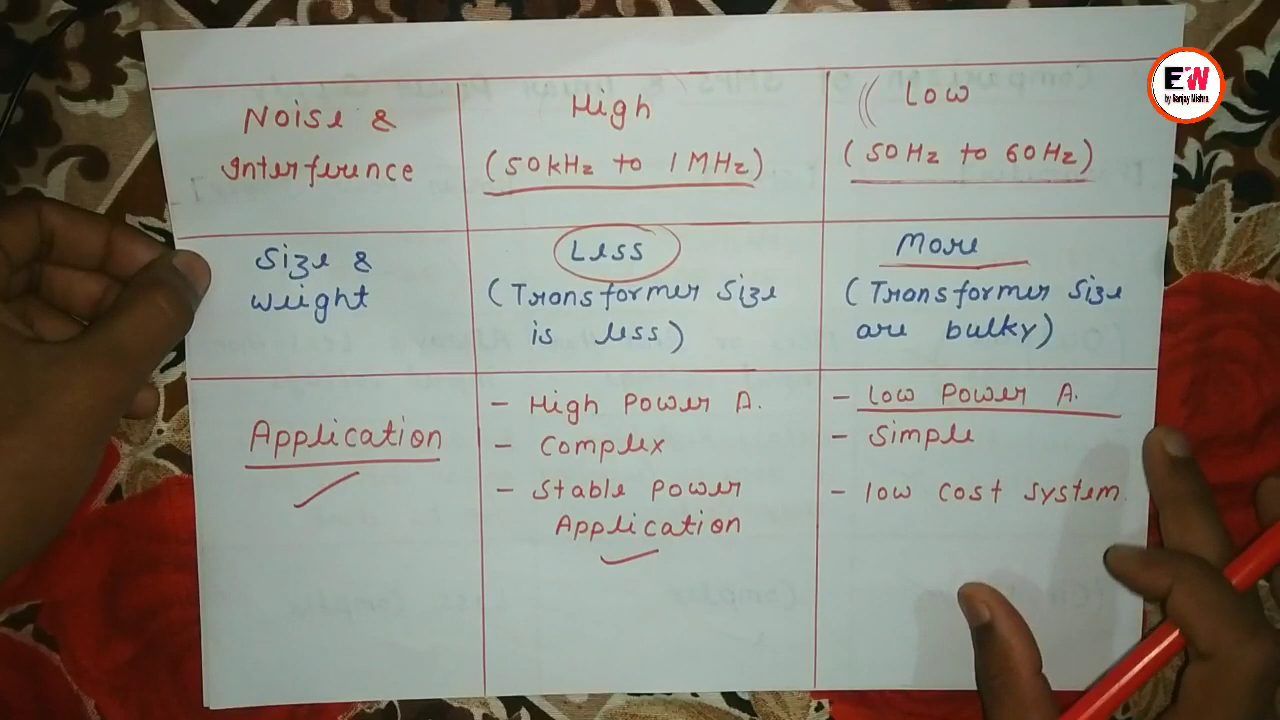 Noise &
Interference
High
(50kHz to 1MHz)
Low
(50Hz to 60Hz)
Size &
Weight
Less
(Transformer Size
is less)
More
(Transformer Size
are bulky)
Application
- High Power A.
- Complex
- Stable Power
Application
- Low Power A.
- Simple
- low cost system.
EW
by Sanjay Mishra